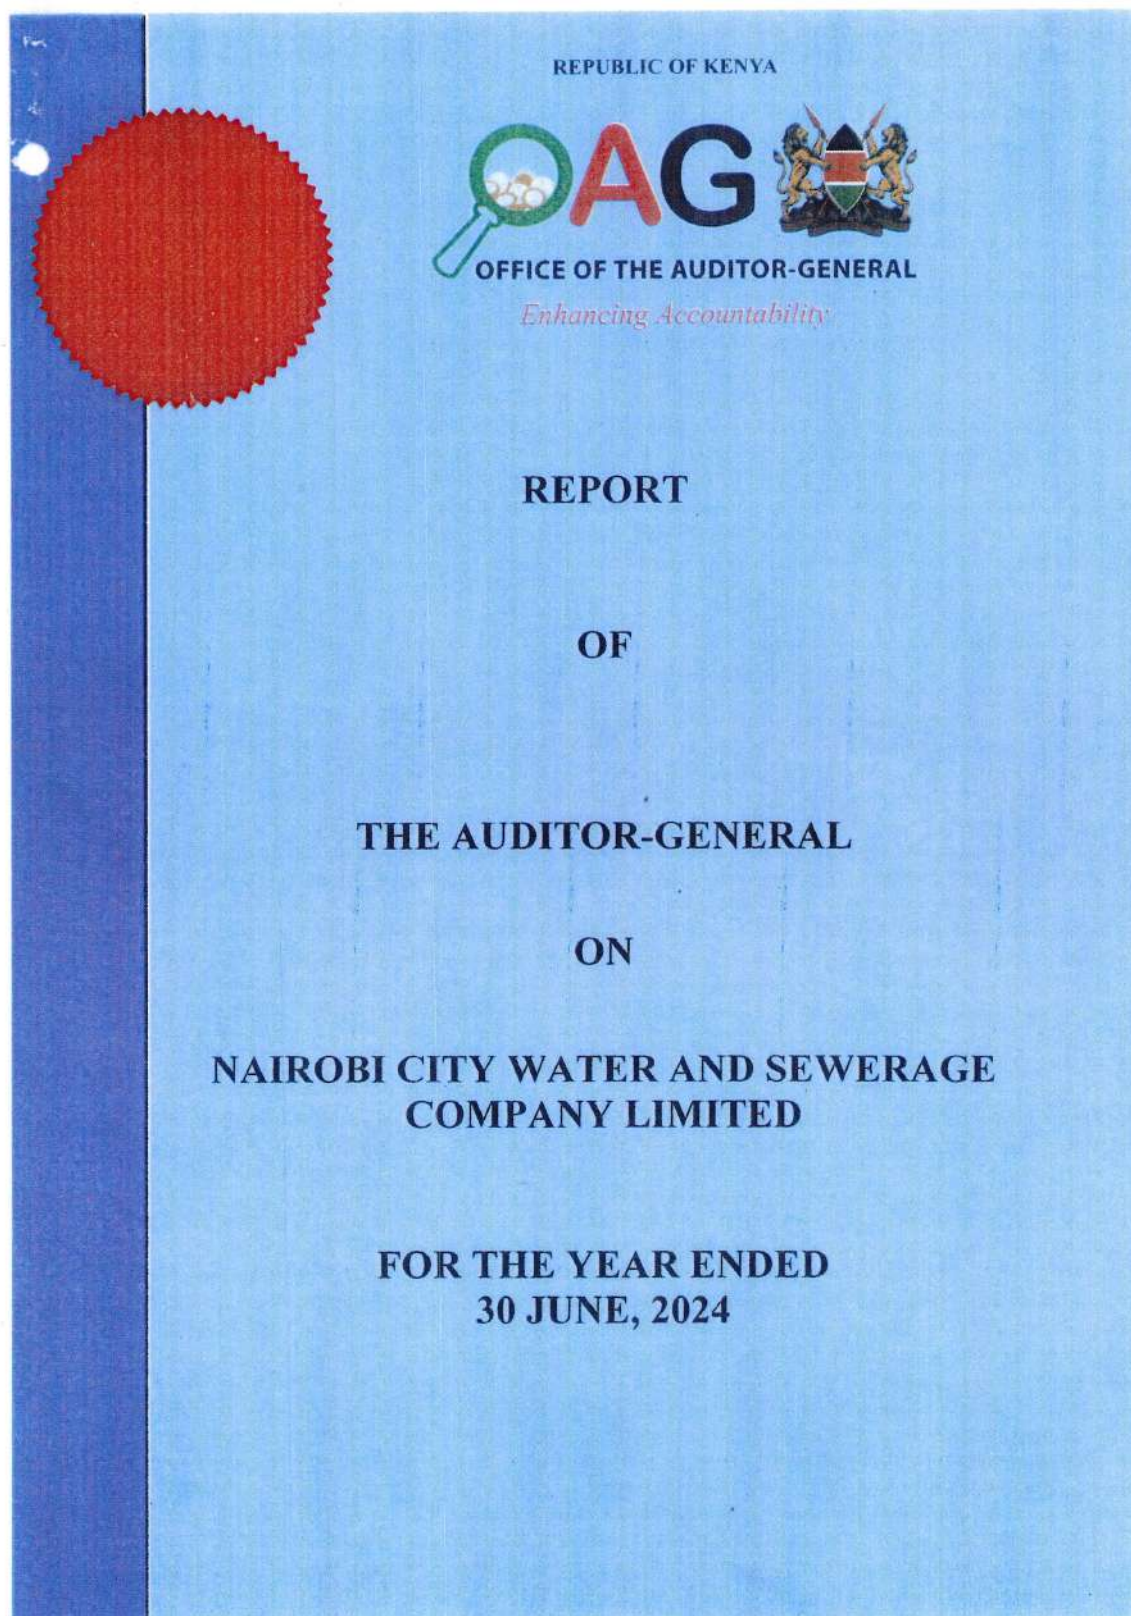 REPUBLIC OF KENYA
OAG
OFFICE OF THE AUDITOR-GENERAL
Enhancing Accountability
REPORT
OF
THE AUDITOR-GENERAL
ON
NAIROBI CITY WATER AND SEWERAGE
COMPANY LIMITED
FOR THE YEAR ENDED
30 JUNE, 2024